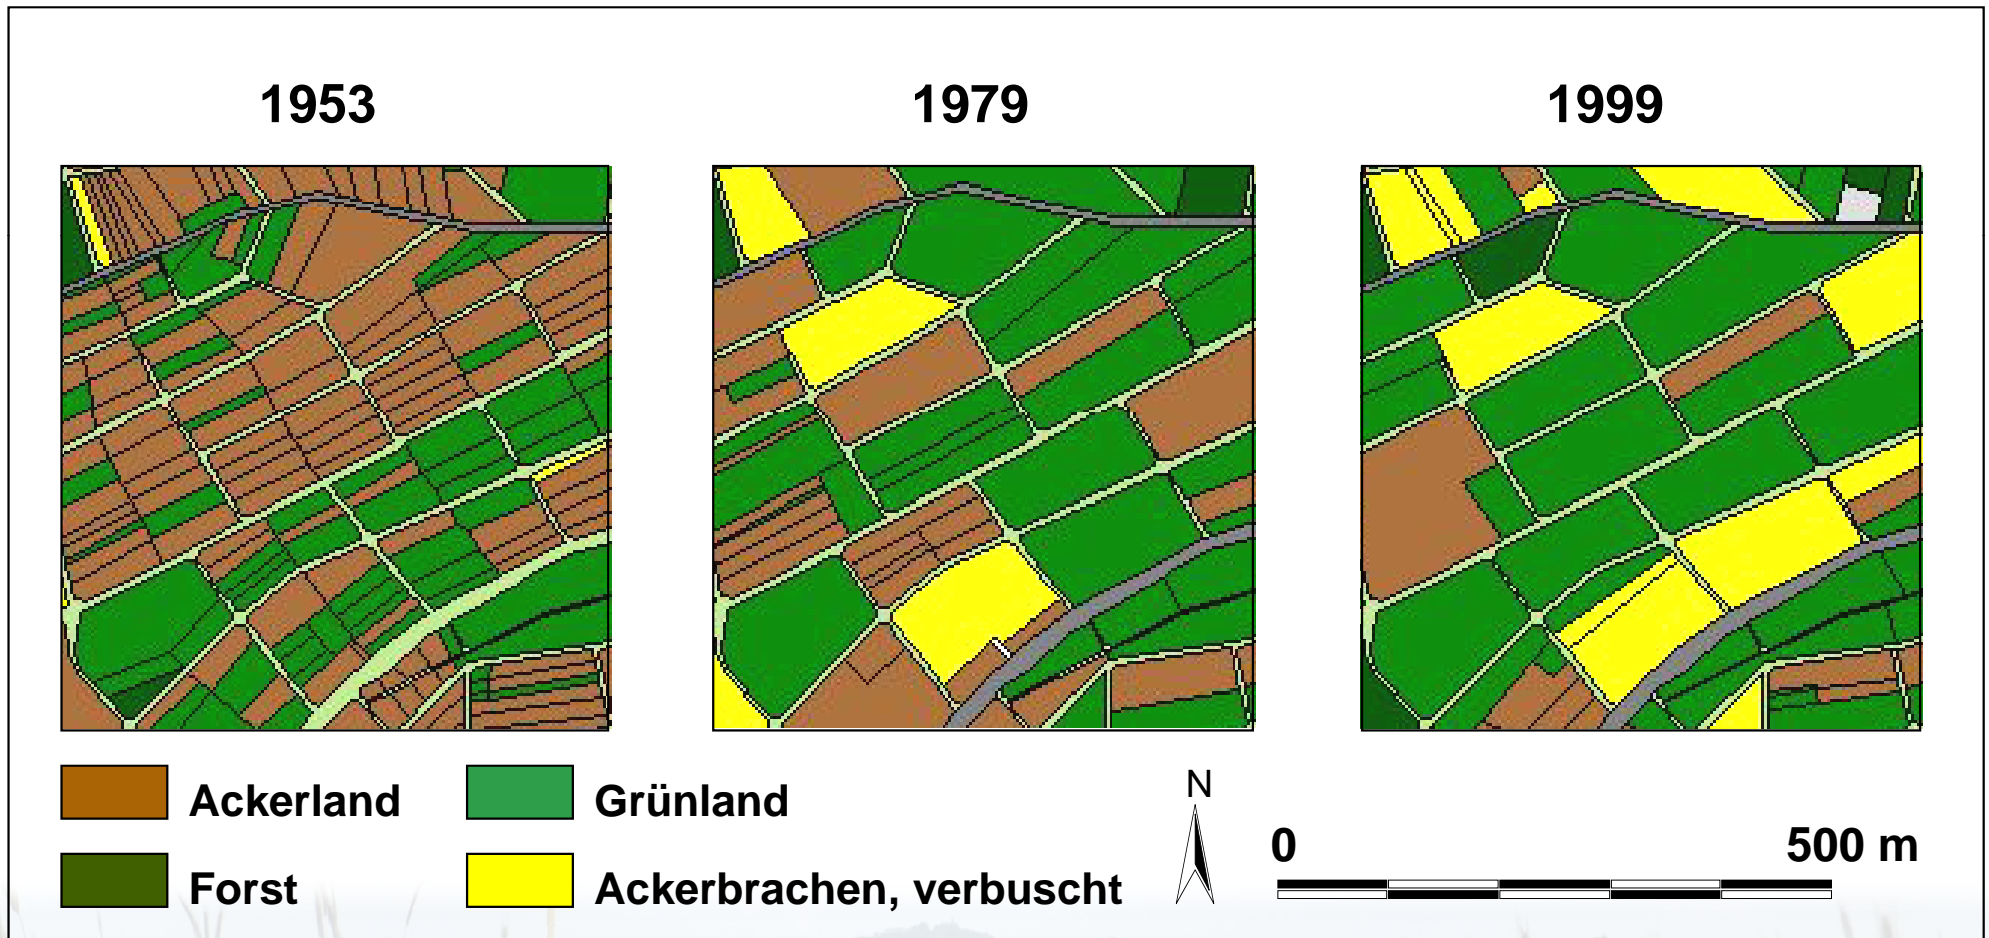 1953 1979 1999
Ackerland Grünland
N
0 500 m
Forst Ackerbrachen, verbuscht